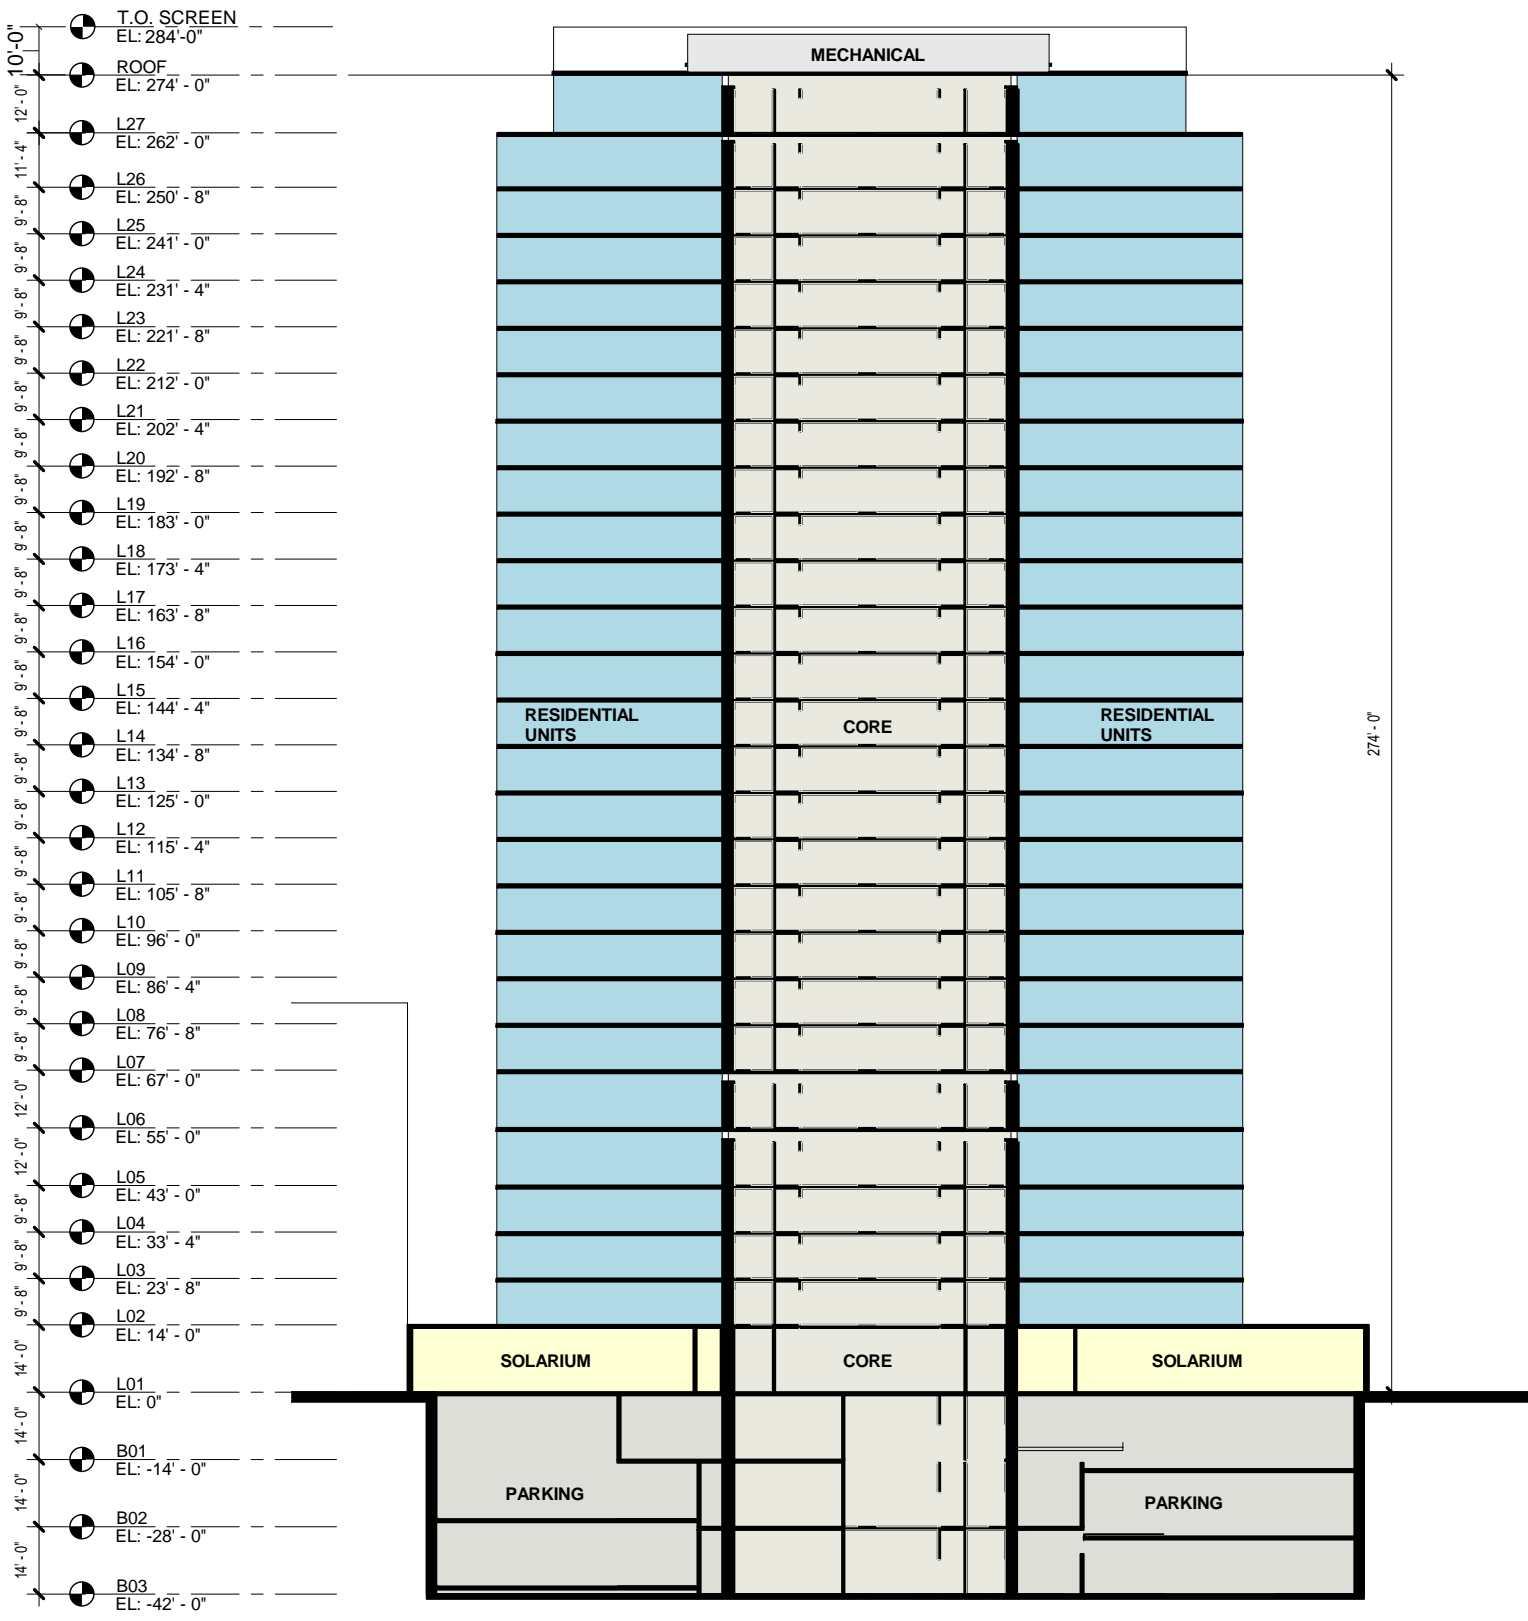 T.O. SCREEN
EL: 284'-0"
10'-0"
ROOF
EL: 274' - 0"
12' - 0"
L27
EL: 262' - 0"
11' - 4"
L26
EL: 250' - 8"
9' - 8"
L25
EL: 241' - 0"
9' - 8"
L24
EL: 231' - 4"
9' - 8"
L23
EL: 221' - 8"
9' - 8"
L22
EL: 212' - 0"
9' - 8"
L21
EL: 202' - 4"
9' - 8"
L20
EL: 192' - 8"
9' - 8"
L19
EL: 183' - 0"
9' - 8"
L18
EL: 173' - 4"
9' - 8"
L17
EL: 163' - 8"
9' - 8"
L16
EL: 154' - 0"
9' - 8"
L15
EL: 144' - 4"
9' - 8"
L14
EL: 134' - 8"
9' - 8"
L13
EL: 125' - 0"
9' - 8"
L12
EL: 115' - 4"
9' - 8"
L11
EL: 105' - 8"
9' - 8"
L10
EL: 96' - 0"
9' - 8"
L09
EL: 86' - 4"
9' - 8"
L08
EL: 76' - 8"
9' - 8"
L07
EL: 67' - 0"
12' - 0"
L06
EL: 55' - 0"
12' - 0"
L05
EL: 43' - 0"
9' - 8"
L04
EL: 33' - 4"
9' - 8"
L03
EL: 23' - 8"
9' - 8"
L02
EL: 14' - 0"
14' - 0"
L01
EL: 0"
14' - 0"
B01
EL: -14' - 0"
14' - 0"
B02
EL: -28' - 0"
14' - 0"
B03
EL: -42' - 0"
MECHANICAL
RESIDENTIAL
UNITS
CORE
RESIDENTIAL
UNITS
274' - 0"
SOLARIUM
CORE
SOLARIUM
PARKING
PARKING